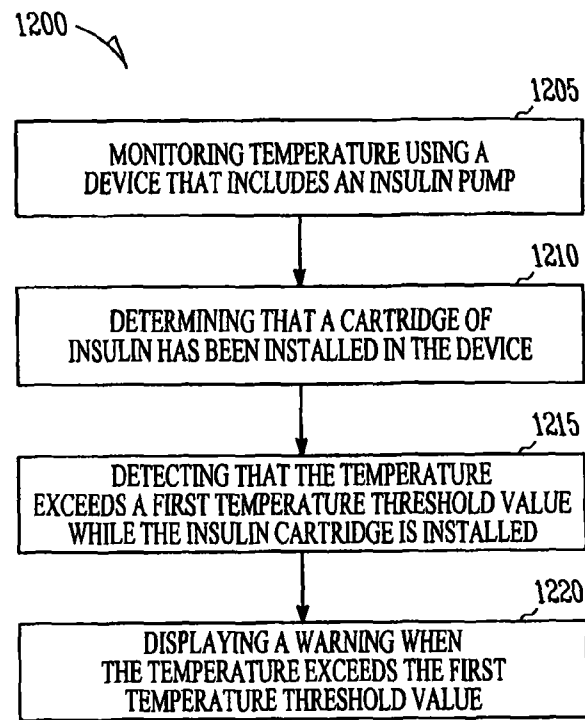 1200
1205
MONITORING TEMPERATURE USING A
DEVICE THAT INCLUDES AN INSULIN PUMP
1210
DETERMINING THAT A CARTRIDGE OF
INSULIN HAS BEEN INSTALLED IN THE DEVICE
1215
DETECTING THAT THE TEMPERATURE
EXCEEDS A FIRST TEMPERATURE THRESHOLD VALUE
WHILE THE INSULIN CARTRIDGE IS INSTALLED
1220
DISPLAYING A WARNING WHEN
THE TEMPERATURE EXCEEDS THE FIRST
TEMPERATURE THRESHOLD VALUE